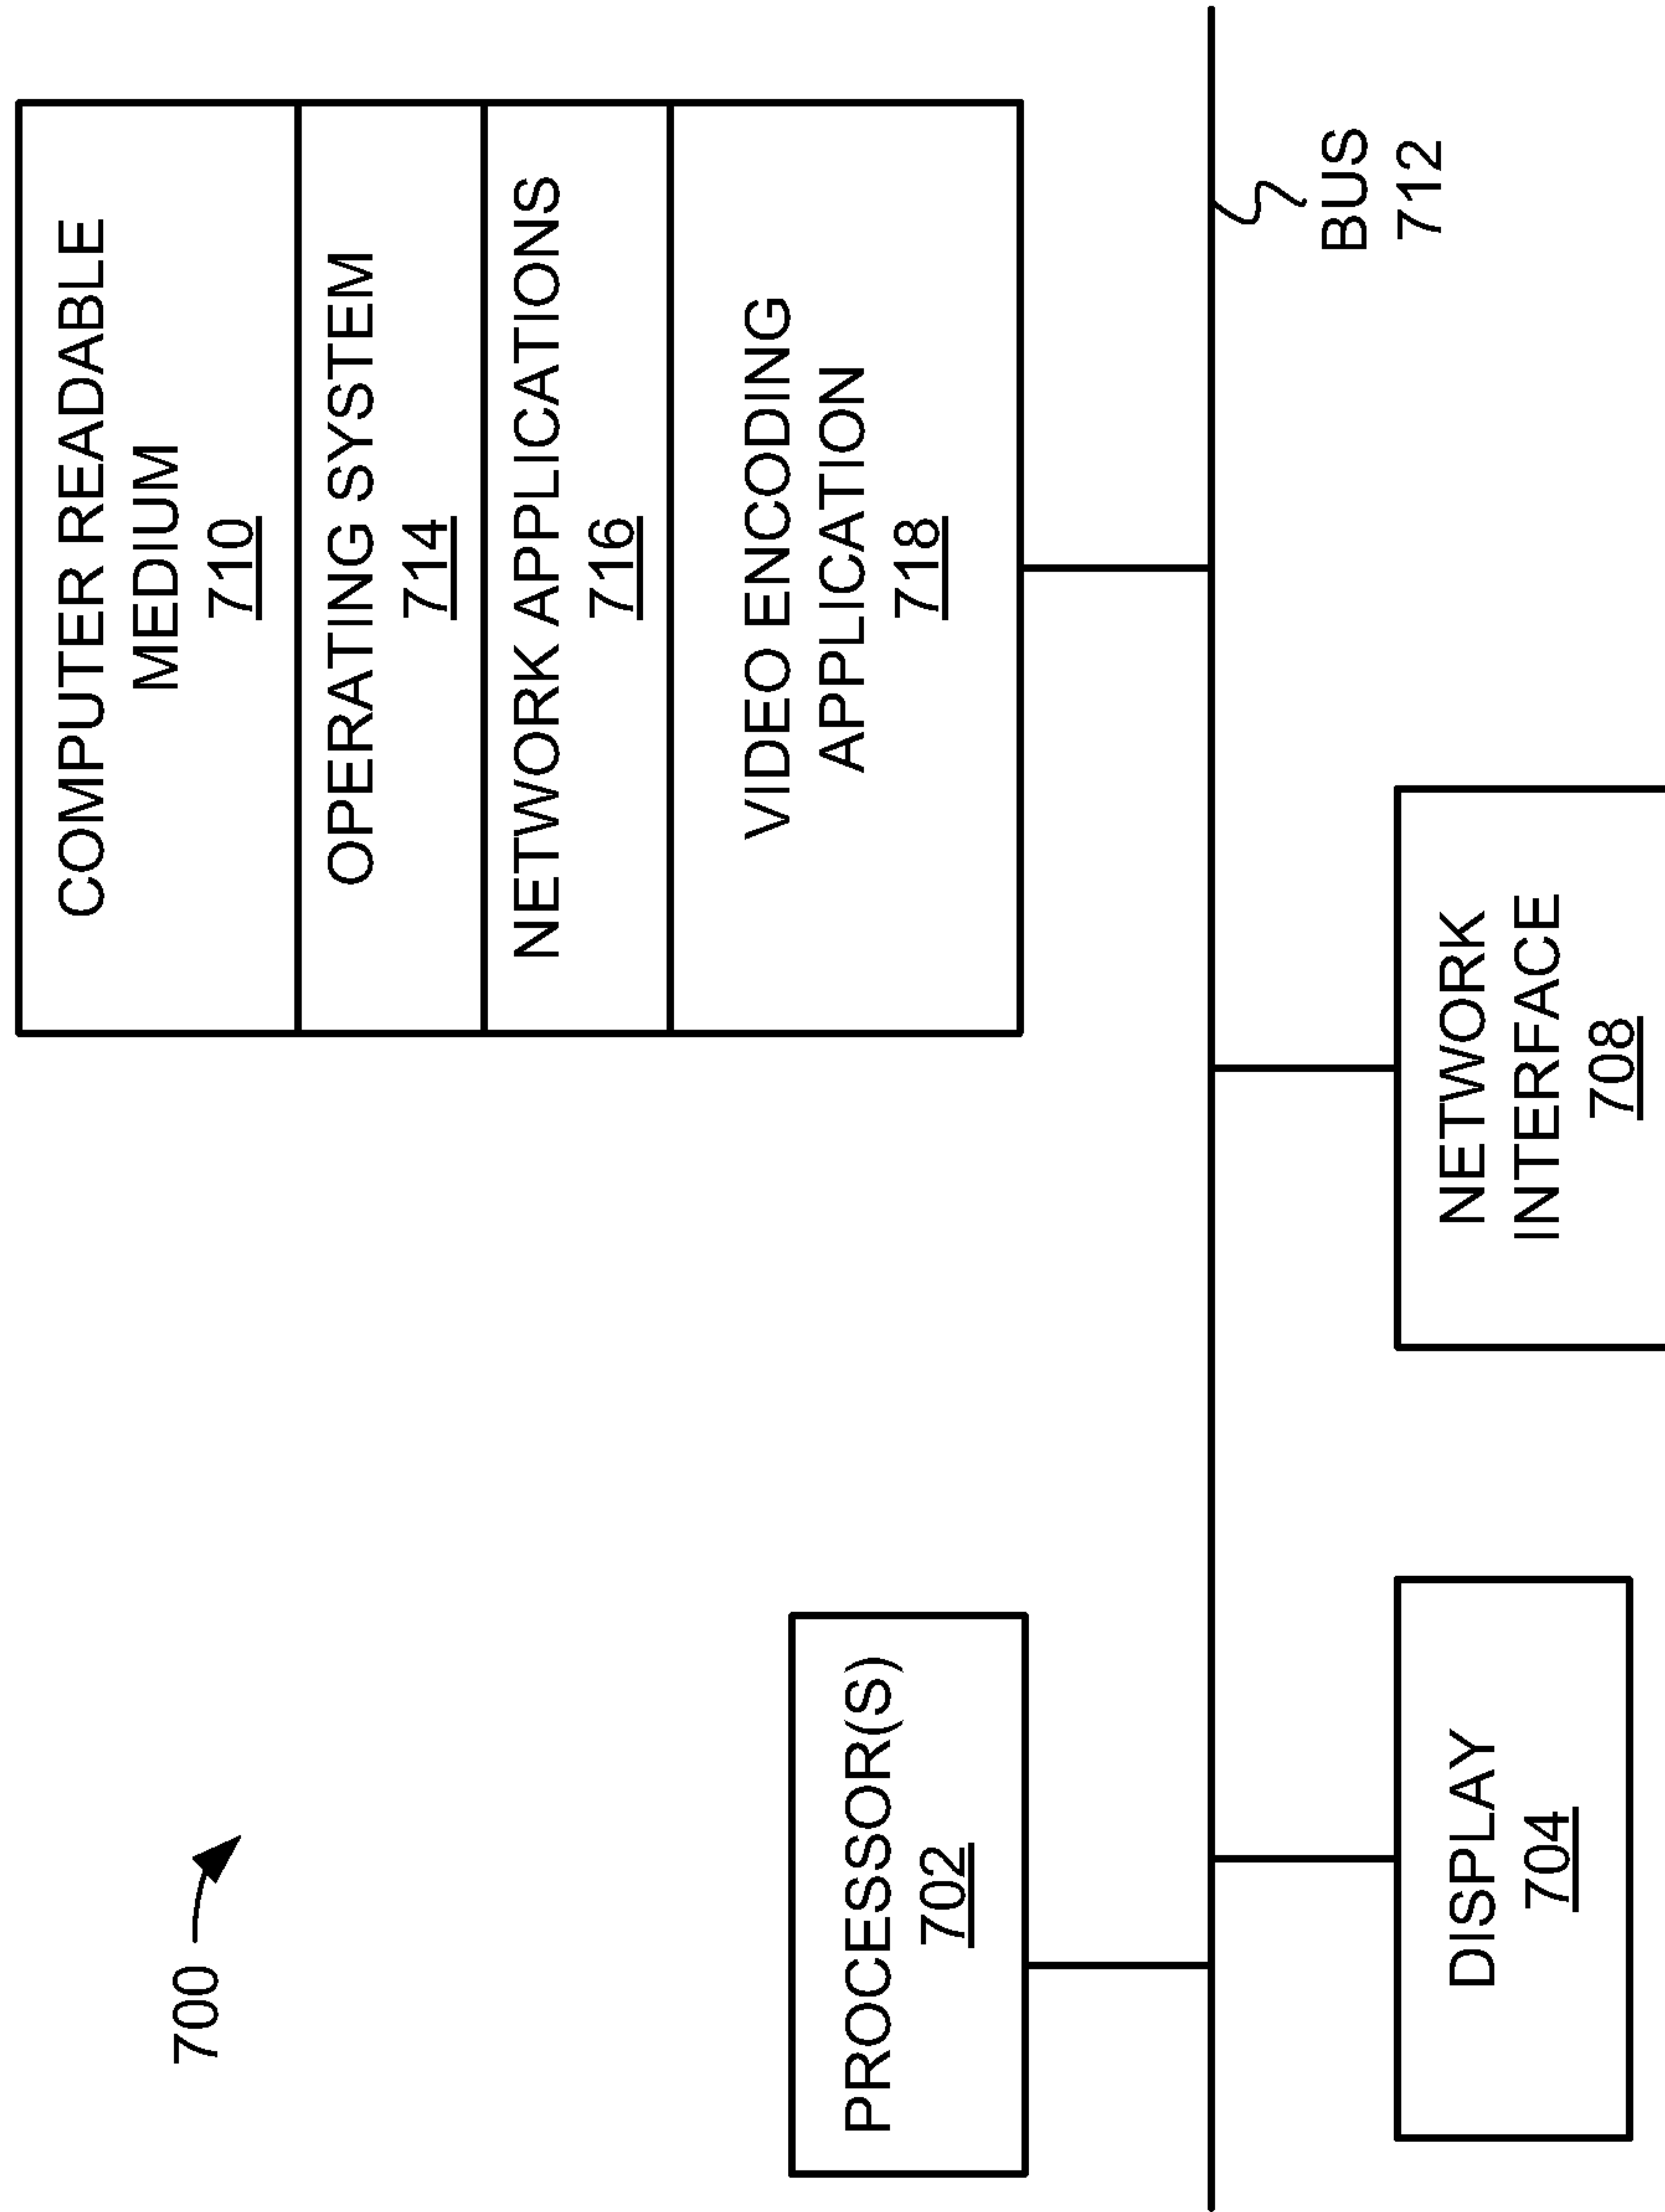 700
COMPUTER READABLE
MEDIUM
710
OPERATING SYSTEM
714
NETWORK APPLICATIONS
716
VIDEO ENCODING
APPLICATION
718
PROCESSOR(S)
702
BUS
712
DISPLAY
704
NETWORK
INTERFACE
708